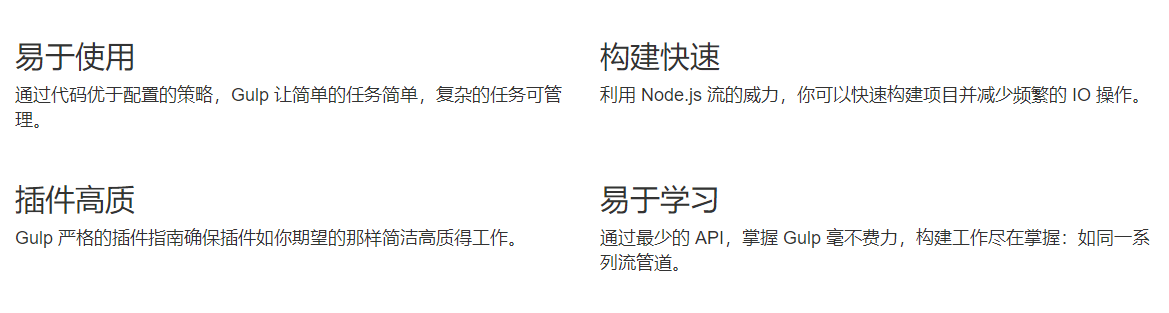 易于使用
通过代码优于配置的策略，Gulp 让简单的任务简单，复杂的任务可管
理。
构建快速
利用 Node.js 流的威力，你可以快速构建项目并减少频繁的 IO 操作。
插件高质
Gulp 严格的插件指南确保插件如你期望的那样简洁高质得工作。
易于学习
通过最少的 API，掌握 Gulp 毫不费力，构建工作尽在掌握：如同一系
列流管道。